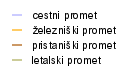 cestni promet
železniški promet
pristaniški promet
letalski promet